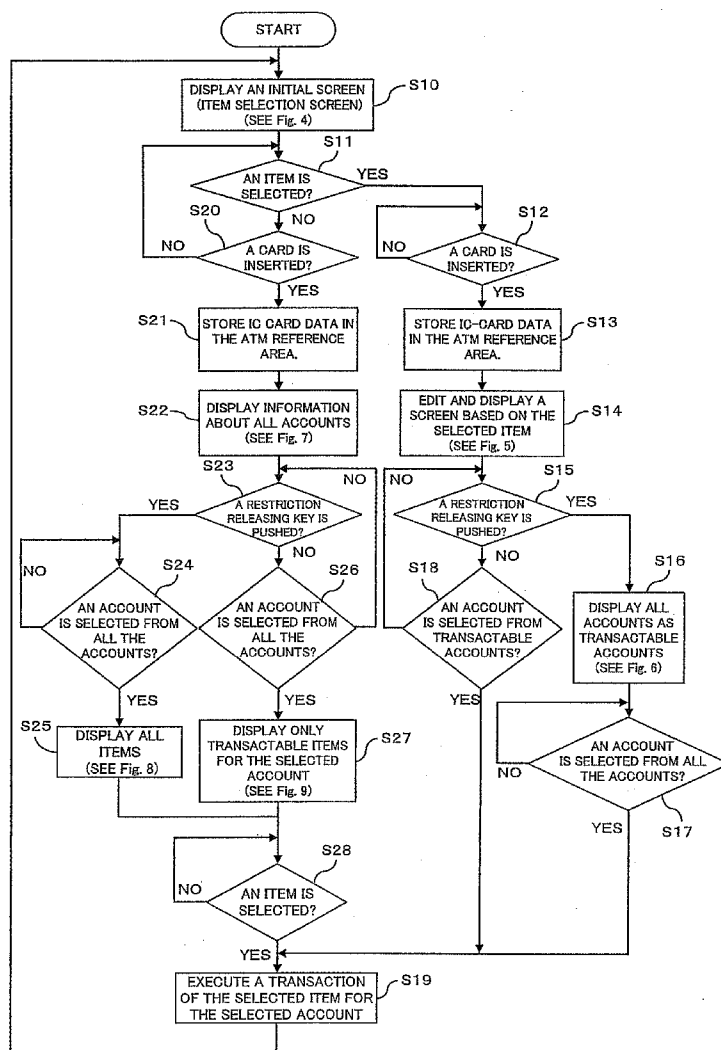 START
DISPLAY AN INITIAL SCREEN
(ITEM SELECTION SCREEN)
(SEE Fig. 4)
S10
S11
AN ITEM IS
SELECTED?
YES
NO
S20
A CARD IS
INSERTED?
NO
YES
S12
A CARD IS
INSERTED?
NO
YES
S21
STORE IC CARD DATA IN
THE ATM REFERENCE
AREA.
STORE IC-CARD DATA
IN THE ATM REFERENCE
AREA.
S13
S22
DISPLAY INFORMATION
ABOUT ALL ACCOUNTS
(SEE Fig. 7)
EDIT AND DISPLAY A
SCREEN BASED ON THE
SELECTED ITEM
(SEE Fig. 5)
S14
S23
YES
A RESTRICTION
RELEASING KEY IS
PUSHED?
NO
NO
NO
A RESTRICTION
RELEASING KEY IS
PUSHED?
S15
YES
NO
S24
NO
AN ACCOUNT
IS SELECTED FROM
ALL THE
ACCOUNTS?
YES
S26
AN ACCOUNT
IS SELECTED FROM
ALL THE
ACCOUNTS?
YES
S18
AN ACCOUNT
IS SELECTED FROM
TRANSACTABLE
ACCOUNTS?
YES
S16
DISPLAY ALL
ACCOUNTS AS
TRANSACTABLE
ACCOUNTS
(SEE Fig. 6)
S25
DISPLAY ALL
ITEMS
(SEE Fig. 8)
DISPLAY ONLY
TRANSACTABLE ITEMS
FOR THE SELECTED
ACCOUNT
(SEE Fig. 9)
S27
AN ACCOUNT
IS SELECTED FROM ALL
THE ACCOUNTS?
NO
S17
YES
S28
NO
AN ITEM IS
SELECTED?
YES
EXECUTE A TRANSACTION
OF THE SELECTED ITEM FOR
THE SELECTED ACCOUNT
S19